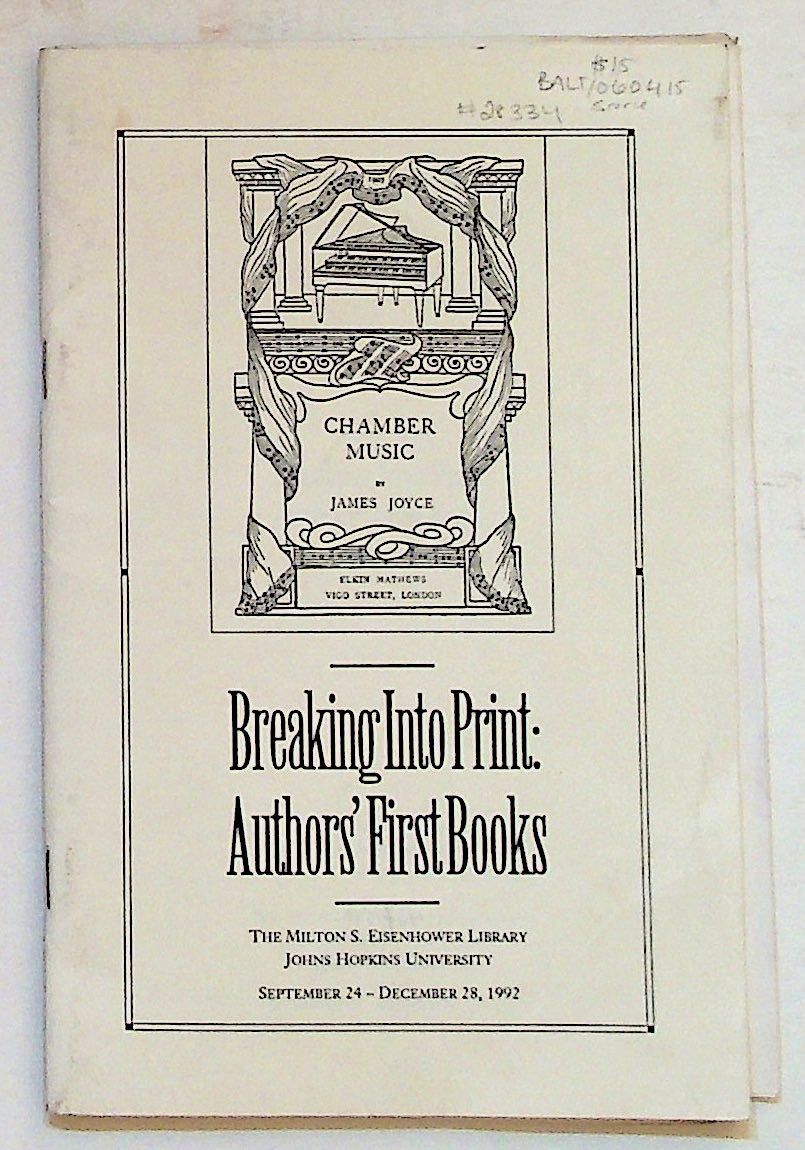 $15
BALT/060415
#28334
1907
CHAMBER
MUSIC
BY
JAMES JOYCE
ELKIN MATHEWS
VIGO STREET, LONDON
Breaking Into Print:
Authors' First Books
THE MILTON S. EISENHOWER LIBRARY
JOHNS HOPKINS UNIVERSITY
SEPTEMBER 24 – DECEMBER 28, 1992